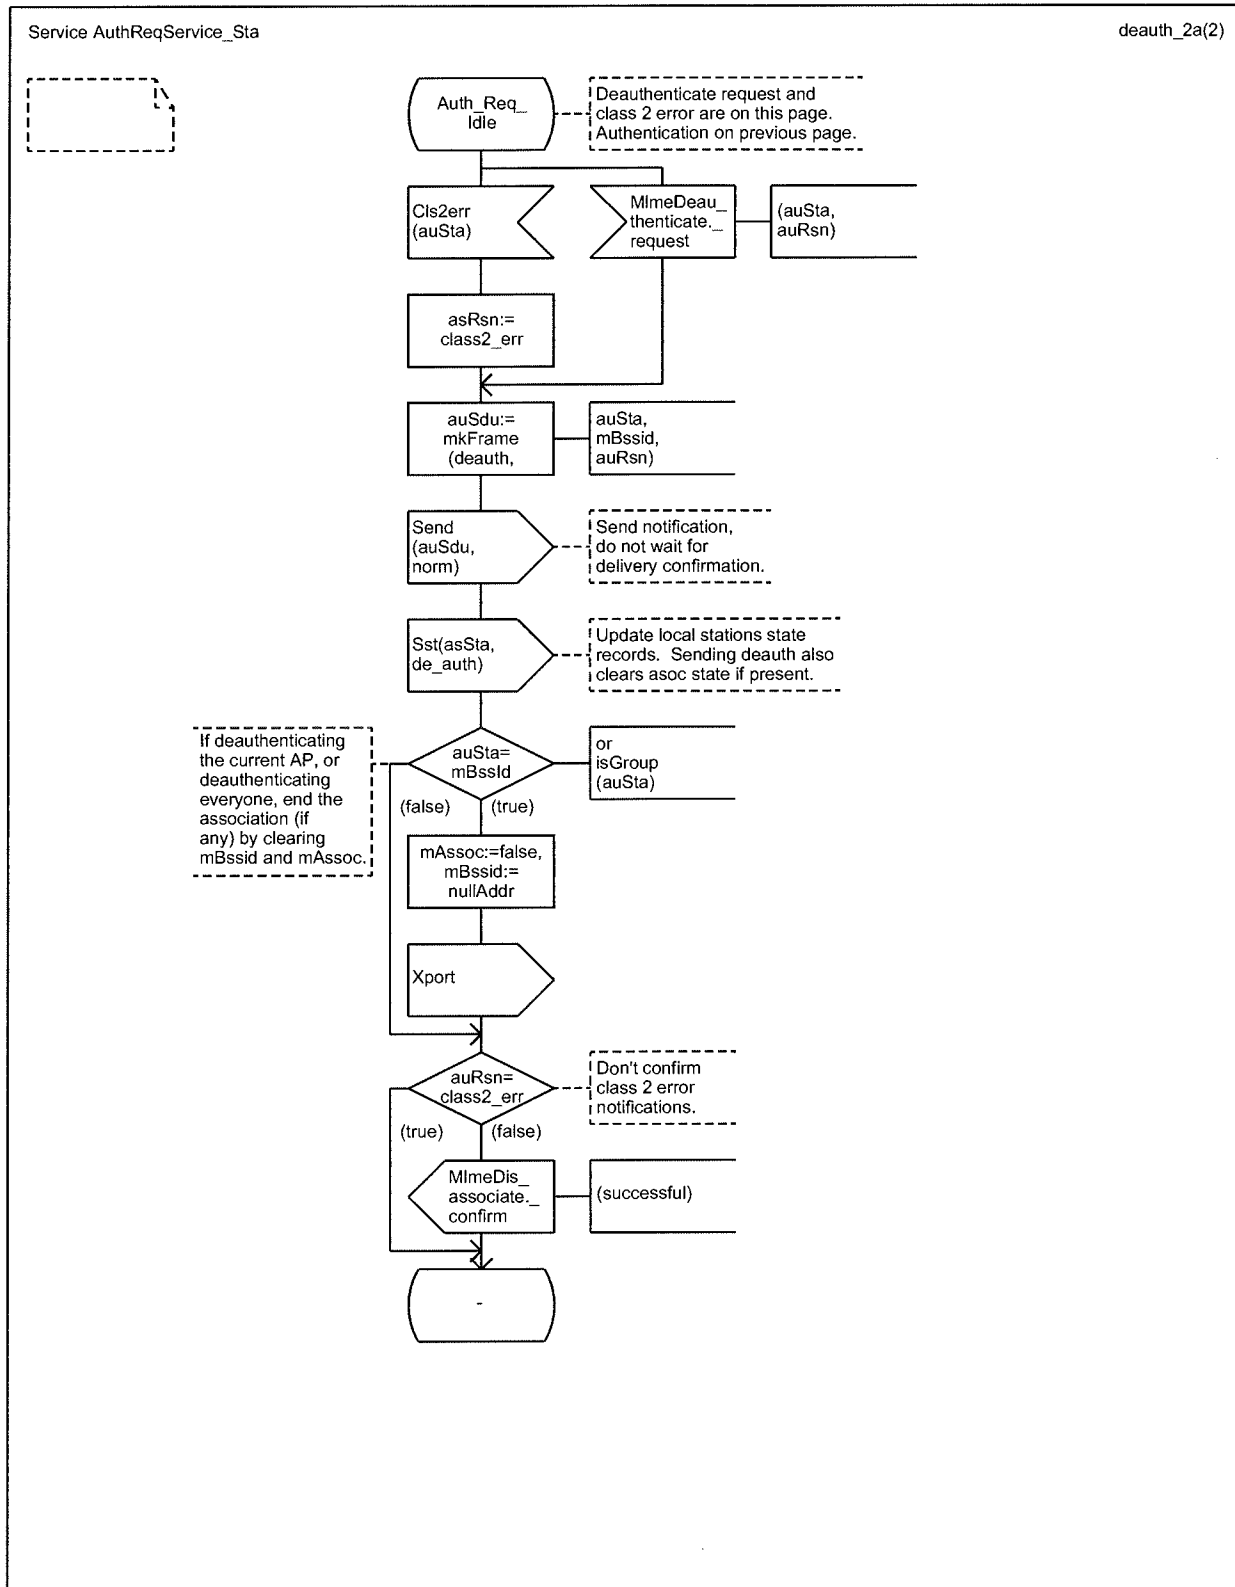 Service AuthReqService_Sta
deauth_2a(2)
Auth_Req_
Idle
Deauthenticate request and
class 2 error are on this page.
Authentication on previous page.
Cls2err
(auSta)
MlmeDeau_
thenticate._
request
(auSta,
auRsn)
asRsn:=
class2_err
auSdu:=
mkFrame
(deauth,
auSta,
mBssid,
auRsn)
Send
(auSdu,
norm)
Send notification,
do not wait for
delivery confirmation.
Sst(asSta,
de_auth)
Update local stations state
records. Sending deauth also
clears asoc state if present.
If deauthenticating
the current AP, or
deauthenticating
everyone, end the
association (if
any) by clearing
mBssid and mAssoc.
auSta=
mBssId
or
isGroup
(auSta)
(false)
(true)
mAssoc:=false,
mBssid:=
nullAddr
Xport
auRsn=
class2_err
Don't confirm
class 2 error
notifications.
(true)
(false)
MlmeDis_
associate._
confirm
(successful)
-